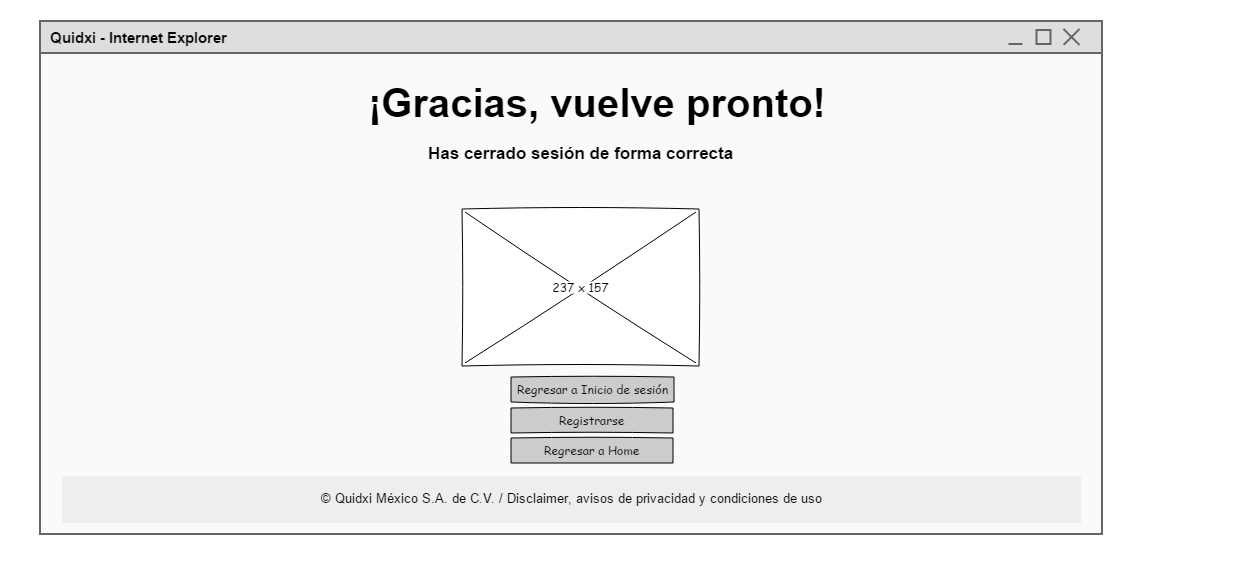 Quidxi - Internet Explorer
¡Gracias, vuelve pronto!
Has cerrado sesión de forma correcta
237 x 157
Regresar a Inicio de sesión
Registrarse
Regresar a Home
© Quidxi México S.A. de C.V. / Disclaimer, avisos de privacidad y condiciones de uso